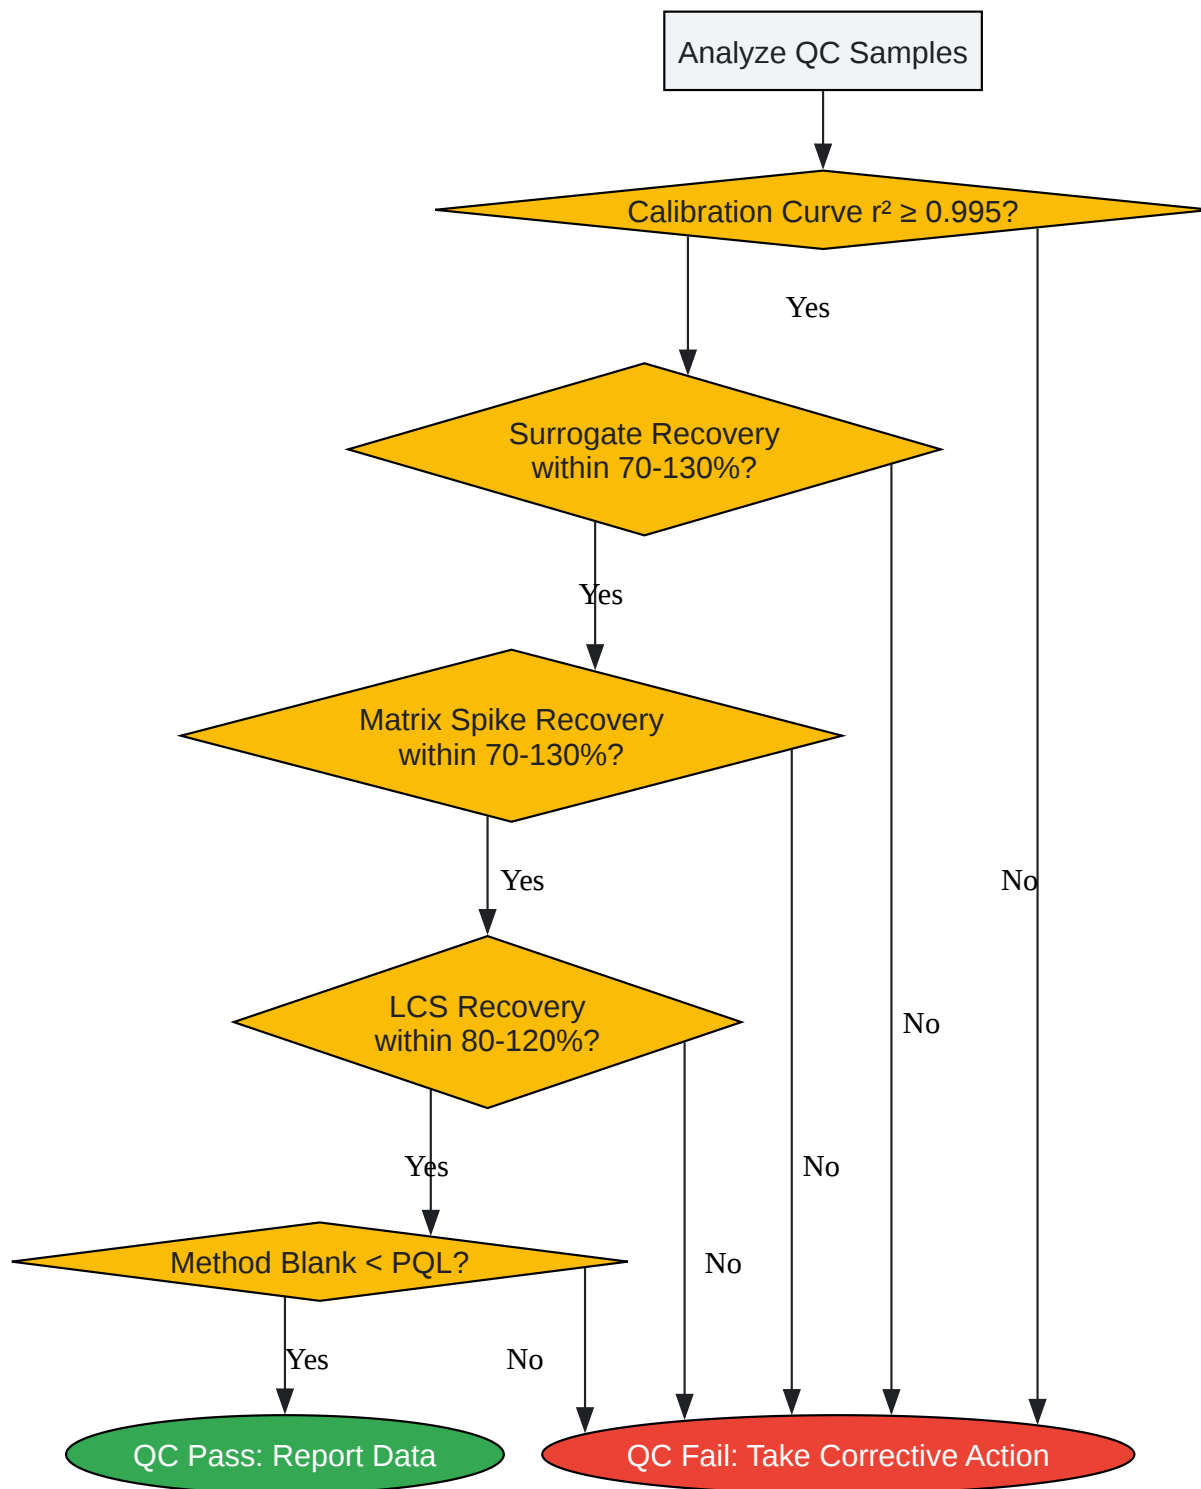 Analyze QC Samples
Calibration Curve r² ≥ 0.995?
Yes
Surrogate Recovery
within 70-130%?
Yes
Matrix Spike Recovery
within 70-130%?
Yes
No
LCS Recovery
within 80-120%?
No
Yes
No
Method Blank < PQL?
No
Yes
No
QC Pass: Report Data
QC Fail: Take Corrective Action